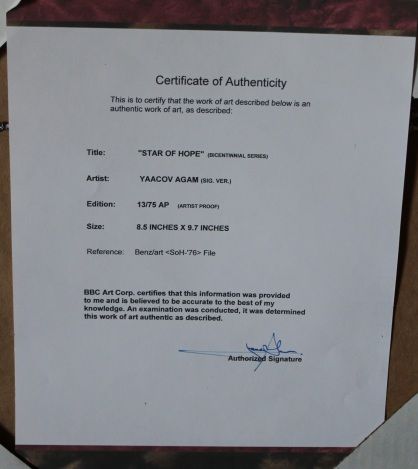 Certificate of Authenticity
This is to certify that the work of art described below is an
authentic work of art, as described:
Title: "STAR OF HOPE" (BICENTINNIAL SERIES)
Artist: YAACOV AGAM (SIG. VER.)
Edition: 13/75 AP (ARTIST PROOF)
Size: 8.5 INCHES X 9.7 INCHES
Reference: Benz/art <SoH-'76> File
BBC Art Corp. certifies that this information was provided
to me and is believed to be accurate to the best of my
knowledge. An examination was conducted, it was determined
this work of art authentic as described.
Authorized Signature